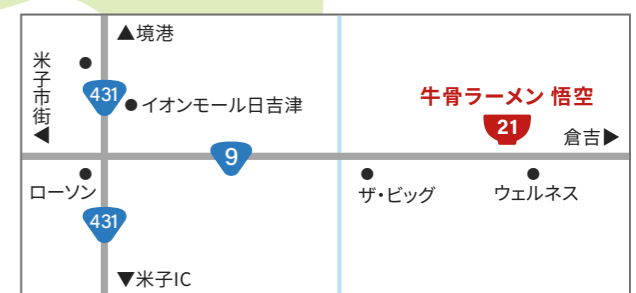 ▲境港
米子市街◀
431
イオンモール日吉津
牛骨ラーメン 悟空
21
倉吉▶
9
ローソン
ザ・ビッグ
ウェルネス
431
▼米子IC